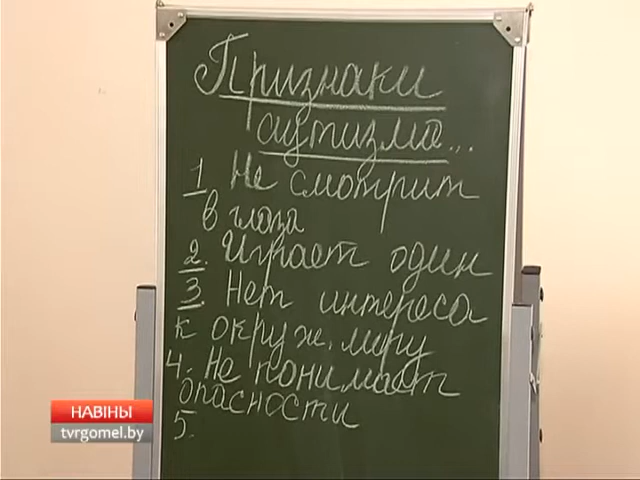 Признаки
аутизма...
1 Не смотрит
в глаза
2. Играет один
3. Нет интереса
к окруж. миру
4. Не понимает
опасности
5.
НАВІНЫ
tvrgomel.by